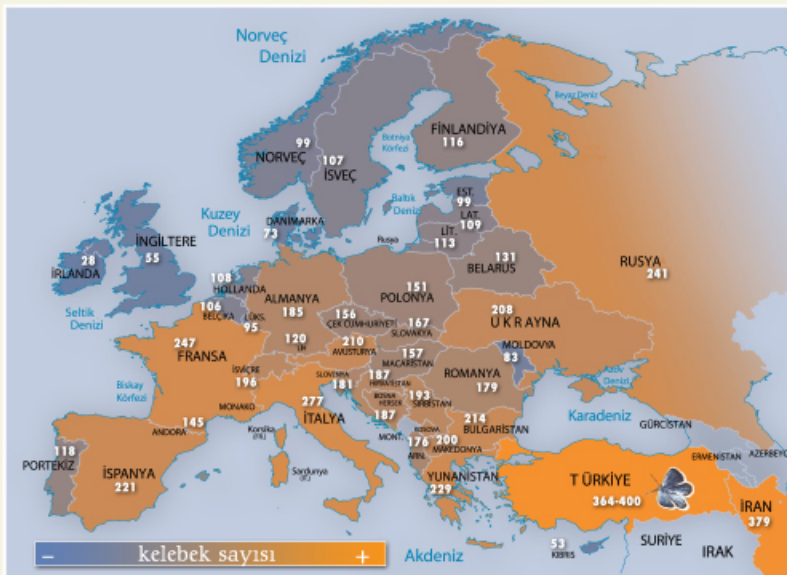 Norveç
Denizi
Beyaz Deniz
FİNLANDİYA
116
Botniya
Körfezi
NORVEÇ
99
107
İSVEÇ
EST.
99
Baltık
Deniz
LAT.
109
LİT.
113
Kuzey
Denizi
DANİMARKA
73
Rusya
İNGİLTERE
55
28
İRLANDA
131
BELARUS
RUSYA
241
108
HOLLANDA
151
POLONYA
ALMANYA
185
Seltik
Denizi
106
BELÇİKA
LÜKS.
95
156
ÇEK CUMHURİYETİ
167
SLOVAKYA
208
UKRAYNA
MOLDOVYA
83
247
FRANSA
120
LİH
210
AVUSTURYA
157
MACARİSTAN
ROMANYA
179
Azov
Denizi
İSVİÇRE
196
SLOVENYA
181
187
HIRVATİSTAN
BOSNA
HERSEK
187
193
SIRBİSTAN
Biskay
Körfezi
MONAKO
277
İTALYA
214
BULGARİSTAN
Karadeniz
GÜRCİSTAN
145
ANDORA
Korsika
MONT.
KOSOVA
200
MAKEDONYA
176
ARN.
ERMENİSTAN
AZERBEYC
118
PORTEKİZ
İSPANYA
221
Sardunya
YUNANİSTAN
229
TÜRKİYE
364-400
İRAN
379
53
KIBRIS
SURİYE
IRAK
Akdeniz
– kelebek sayısı +